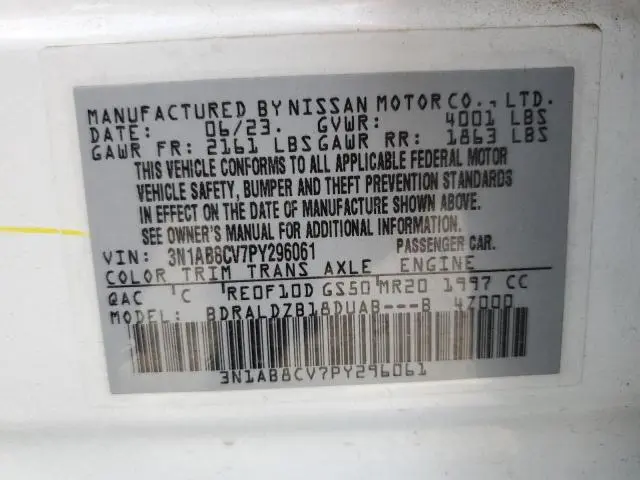 MANUFACTURED BY NISSAN MOTOR CO., LTD.
DATE: 06/23. GVWR: 4001 LBS
GAWR FR: 2161 LBS GAWR RR: 1863 LBS
THIS VEHICLE CONFORMS TO ALL APPLICABLE FEDERAL MOTOR
VEHICLE SAFETY, BUMPER AND THEFT PREVENTION STANDARDS
IN EFFECT ON THE DATE OF MANUFACTURE SHOWN ABOVE.
SEE OWNER'S MANUAL FOR ADDITIONAL INFORMATION.
VIN: 3N1AB8CV7PY296061 PASSENGER CAR.
COLOR TRIM TRANS AXLE ENGINE
QAC C RE0F10D GS50 MR20 1997 CC
MODEL: BDRALDZB18DUAB---B 4Z000
3N1AB8CV7PY296061